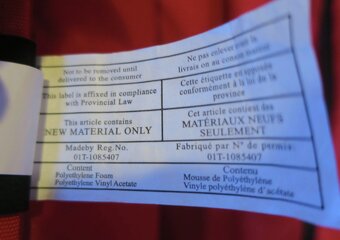 Not to be removed until
delivered to the consumer
Ne pas enlever avant la
livrais on au consommateur
This label is affixed in compliance
with Provincial Law
Cette étiquette est apposée
conformément à la loi de la
province
This article contains
NEW MATERIAL ONLY
Cet article contient des
MATÉRIAUX NEUFS
SEULEMENT
Madeby Reg.No.
01T-1085407
Fabriqué par N° de permis:
01T-1085407
Content
Polyethylene Foam
Polyethylene Vinyl Acetate
Contenu
Mousse de Polyéthylène
Vinyle polyéthylène d'acétate